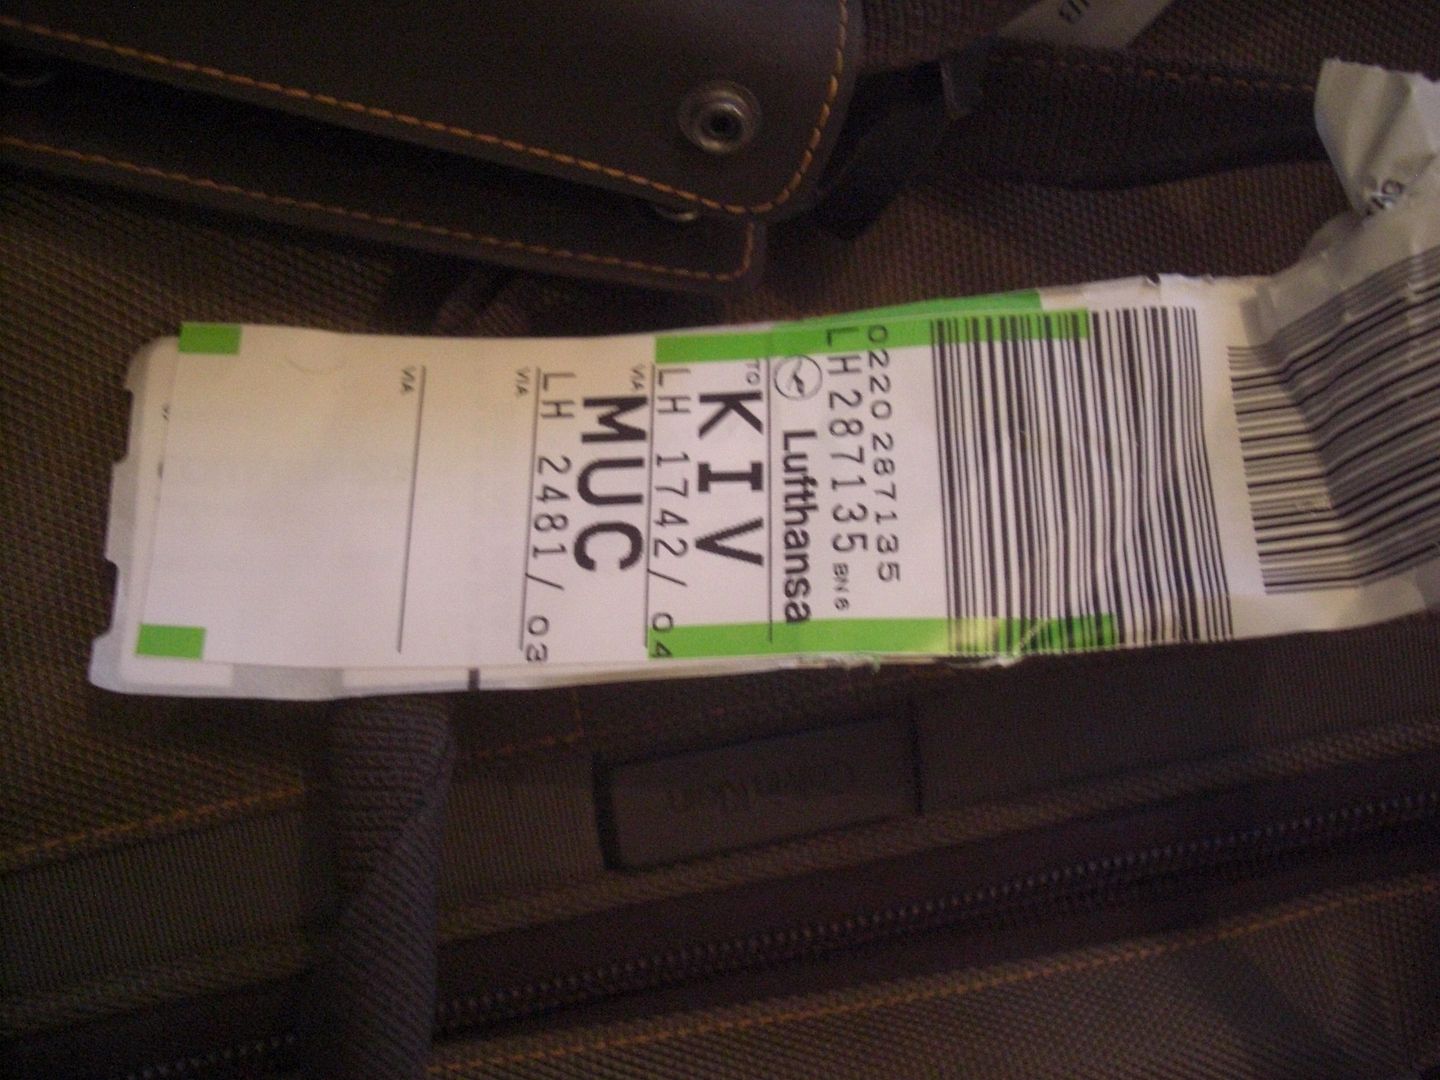 0220 287135
LH287135 BN 6
Lufthansa
TO
KIV
LH 1742/04
VIA
MUC
LH 2481/03
VIA
VIA